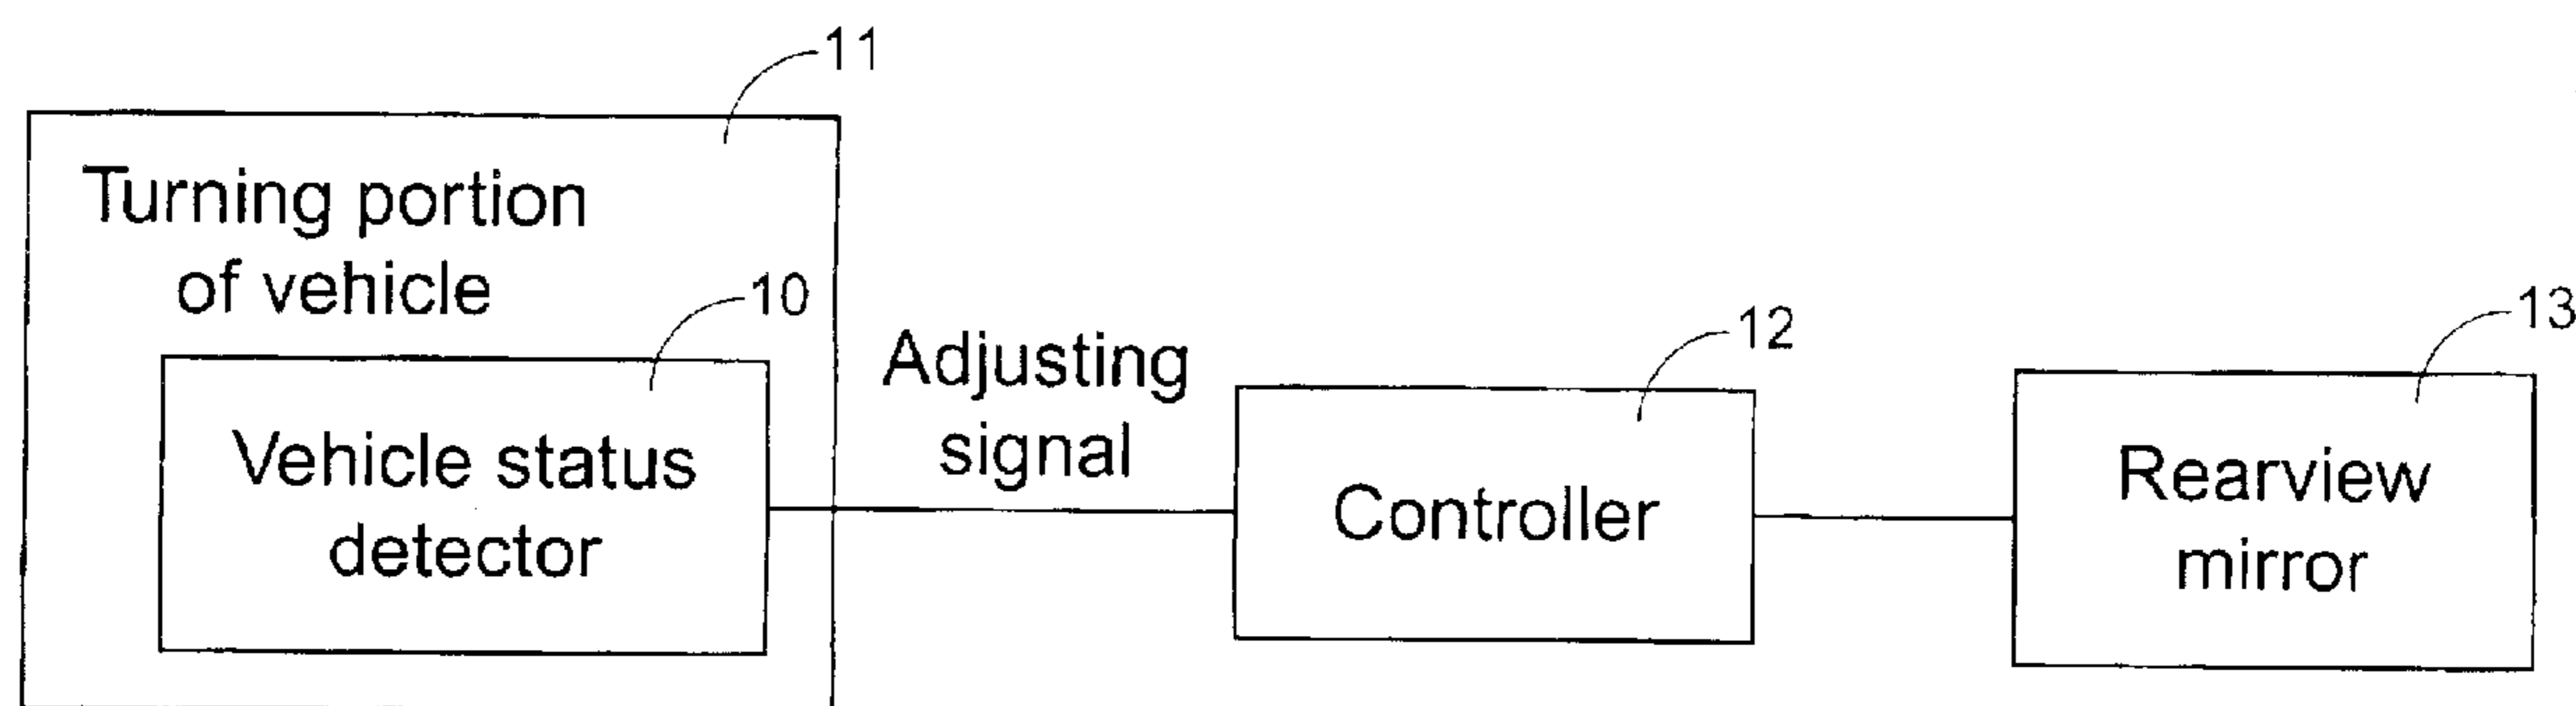 11
Turning portion
of vehicle
10
Vehicle status
detector
Adjusting
signal
12
Controller
13
Rearview
mirror